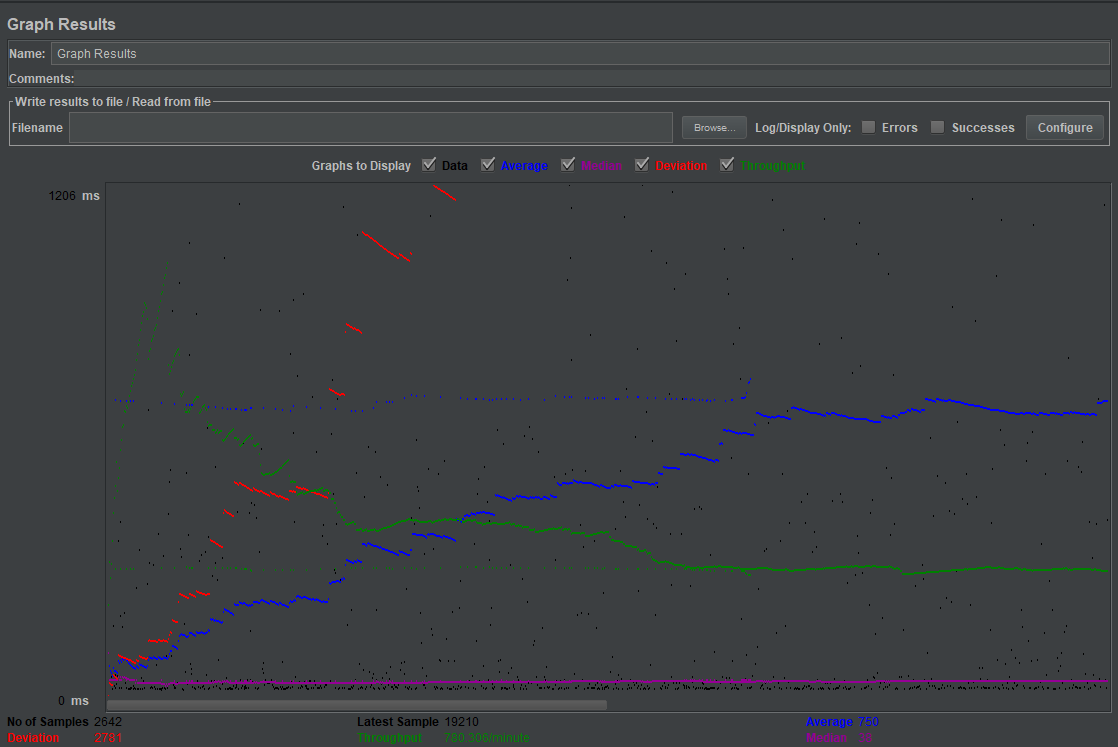 Graph Results
Name: Graph Results
Comments:
Write results to file / Read from file
Filename Browse... Log/Display Only: Errors Successes Configure
Graphs to Display Data Average Median Deviation Throughput
1206 ms
0 ms
No of Samples 2642 Latest Sample 19210 Average 750
Deviation 2781 Throughput 780.306/minute Median